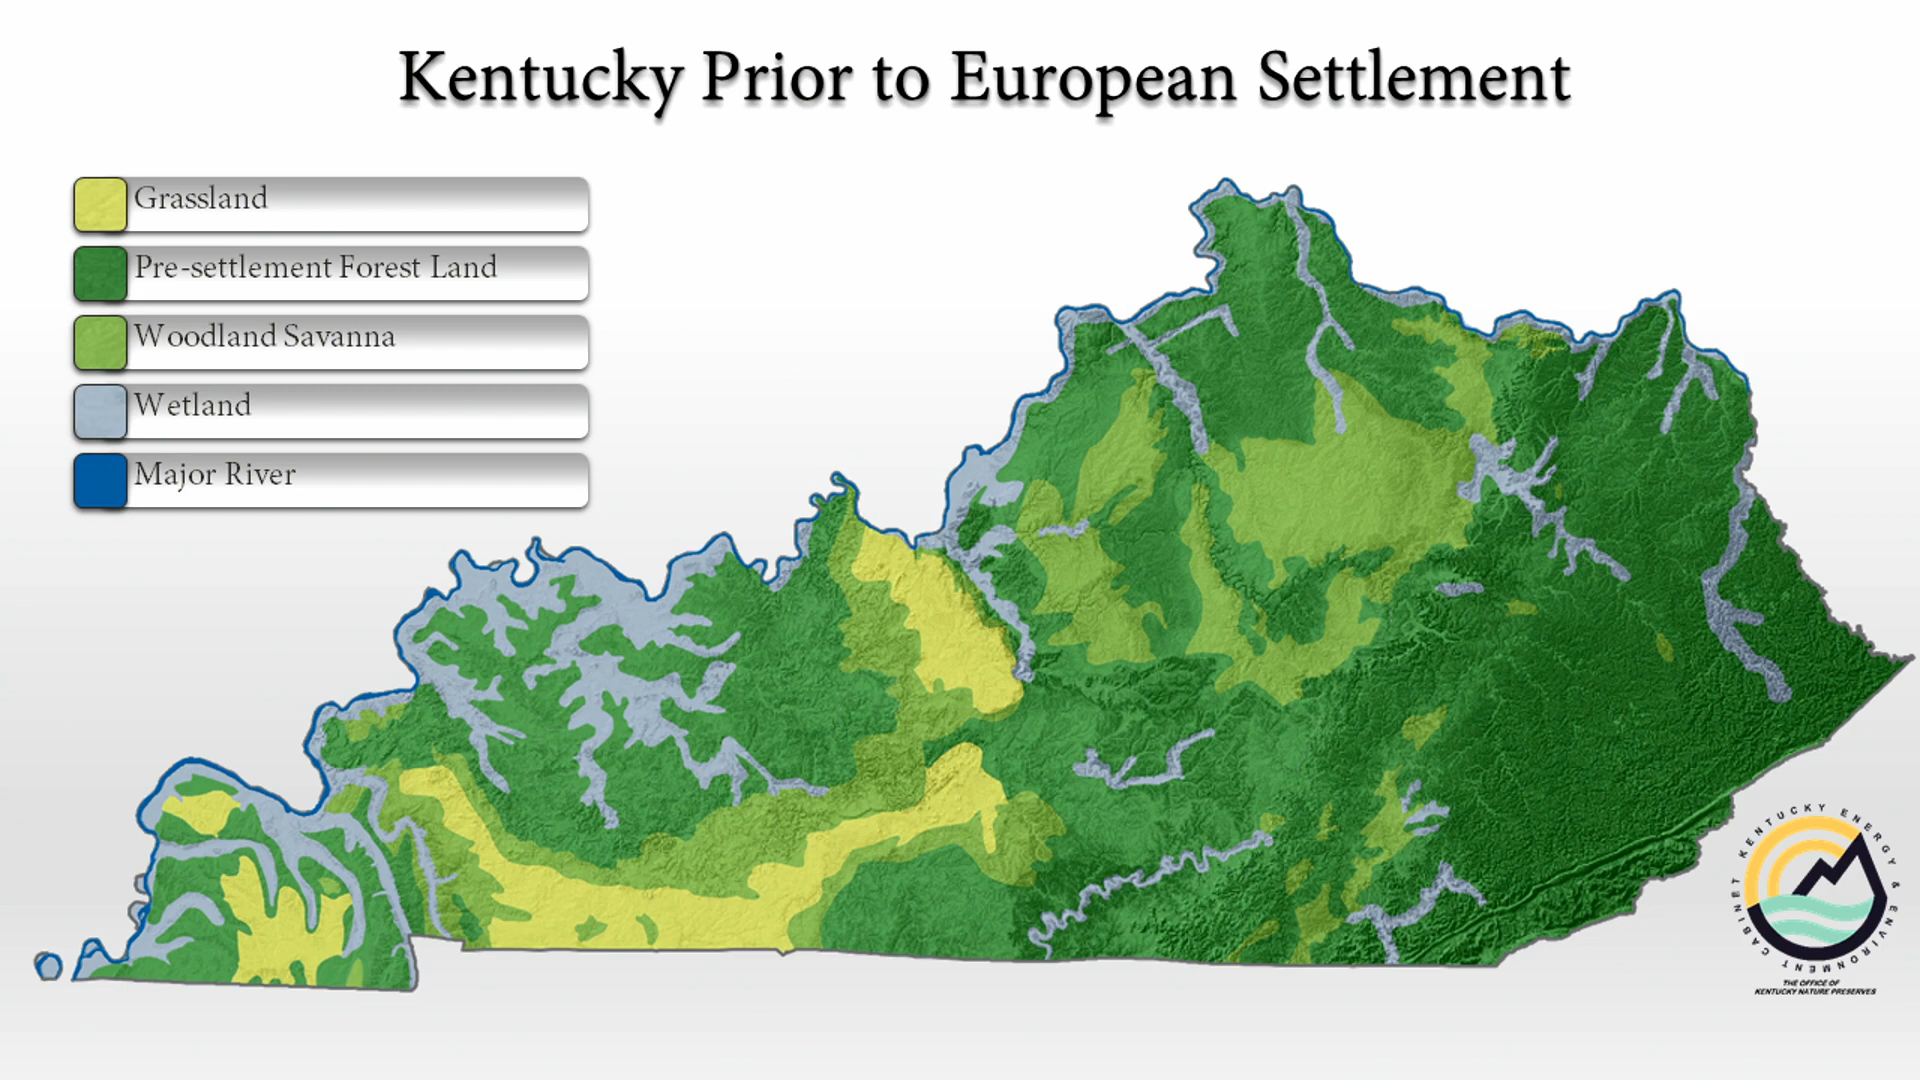 Kentucky Prior to European Settlement
Grassland
Pre-settlement Forest Land
Woodland Savanna
Wetland
Major River
KENTUCKY ENERGY & ENVIRONMENT CABINET
THE OFFICE OF
KENTUCKY NATURE PRESERVES